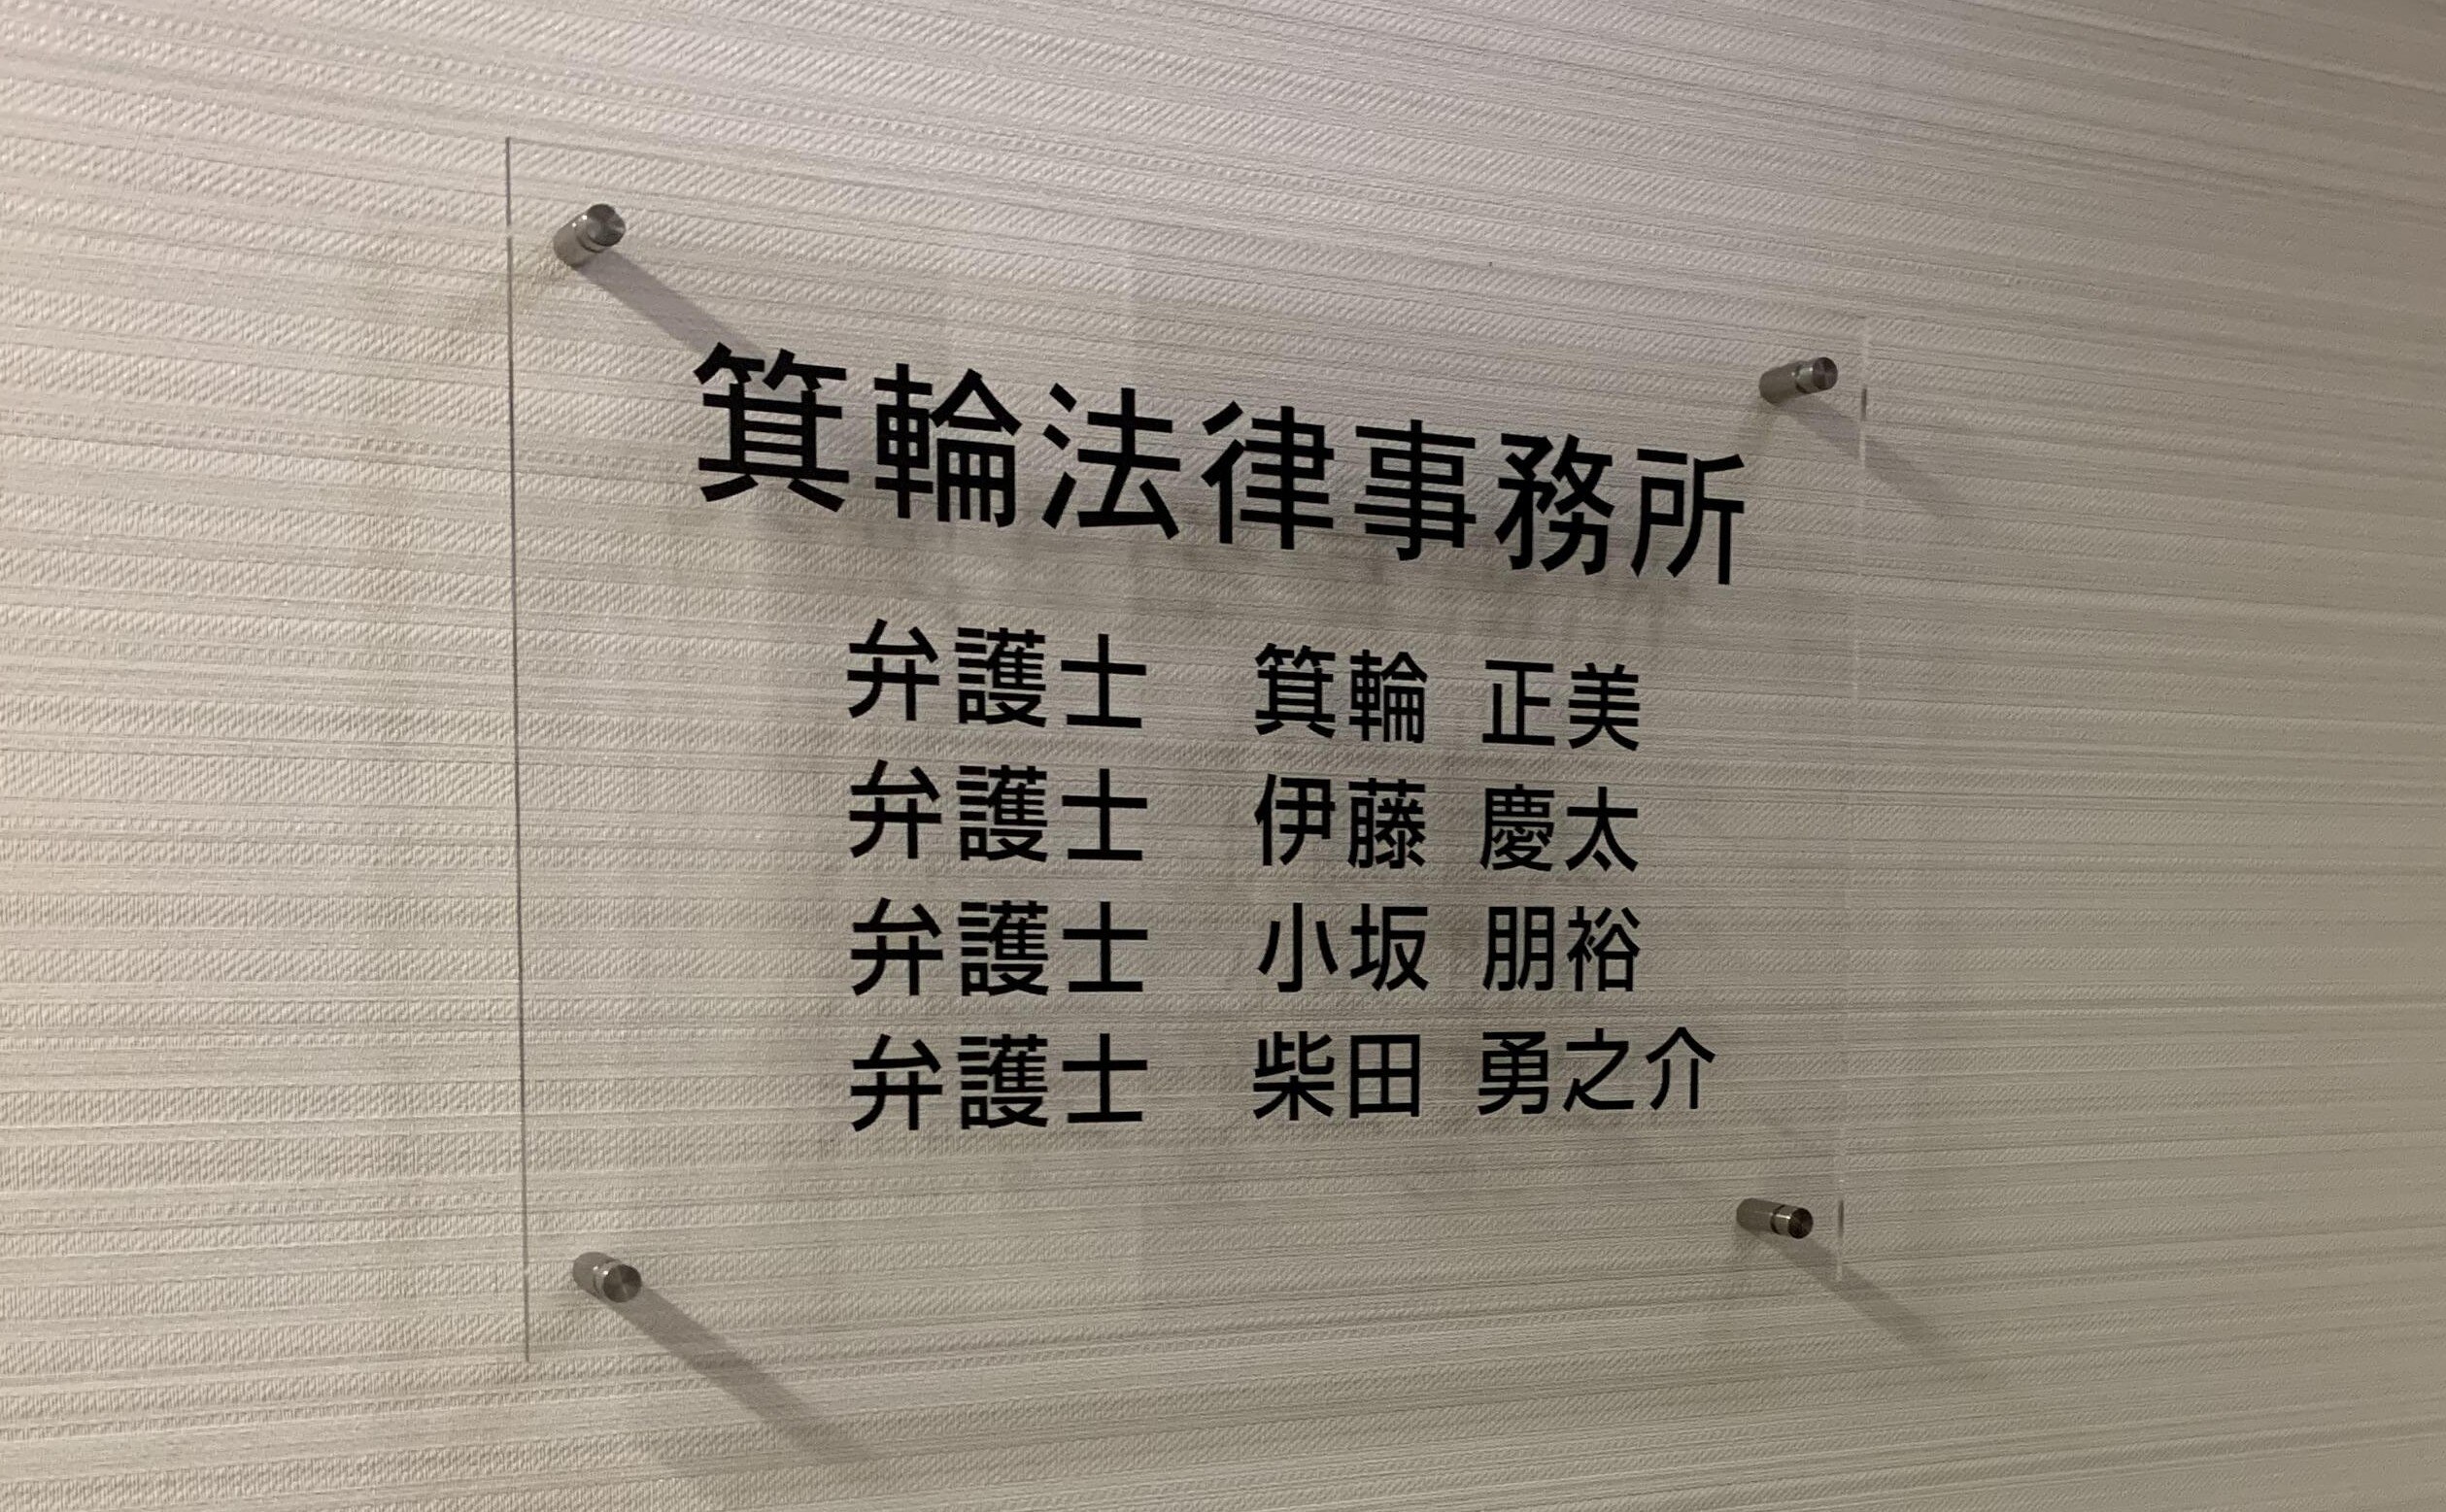 箕輪法律事務所
弁護士 箕輪 正美
弁護士 伊藤 慶太
弁護士 小坂 朋裕
弁護士 柴田 勇之介